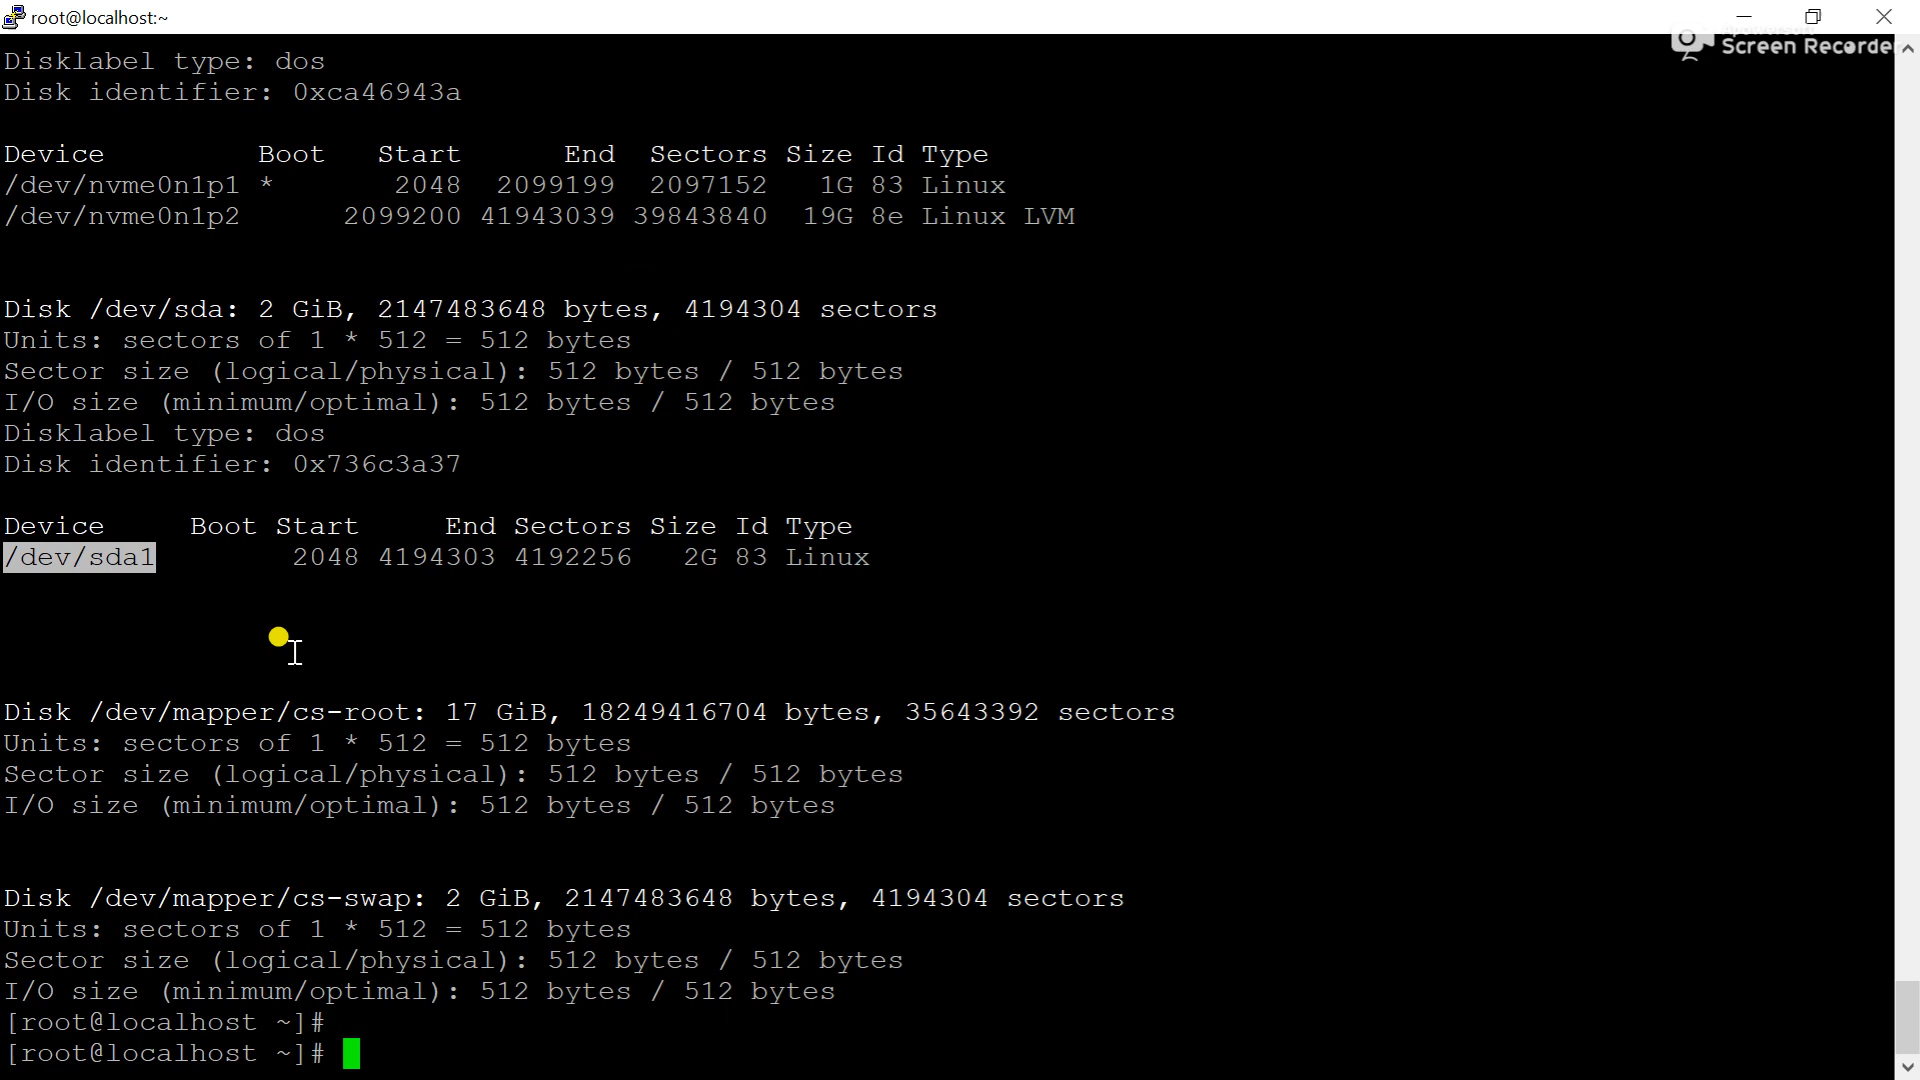 root@localhost:~
Screen Recorder
Disklabel type: dos
Disk identifier: 0xca46943a
Device Boot Start End Sectors Size Id Type
/dev/nvme0n1p1 * 2048 2099199 2097152 1G 83 Linux
/dev/nvme0n1p2 2099200 41943039 39843840 19G 8e Linux LVM
Disk /dev/sda: 2 GiB, 2147483648 bytes, 4194304 sectors
Units: sectors of 1 * 512 = 512 bytes
Sector size (logical/physical): 512 bytes / 512 bytes
I/O size (minimum/optimal): 512 bytes / 512 bytes
Disklabel type: dos
Disk identifier: 0x736c3a37
Device Boot Start End Sectors Size Id Type
/dev/sda1 2048 4194303 4192256 2G 83 Linux
Disk /dev/mapper/cs-root: 17 GiB, 18249416704 bytes, 35643392 sectors
Units: sectors of 1 * 512 = 512 bytes
Sector size (logical/physical): 512 bytes / 512 bytes
I/O size (minimum/optimal): 512 bytes / 512 bytes
Disk /dev/mapper/cs-swap: 2 GiB, 2147483648 bytes, 4194304 sectors
Units: sectors of 1 * 512 = 512 bytes
Sector size (logical/physical): 512 bytes / 512 bytes
I/O size (minimum/optimal): 512 bytes / 512 bytes
[root@localhost ~]#
[root@localhost ~]#